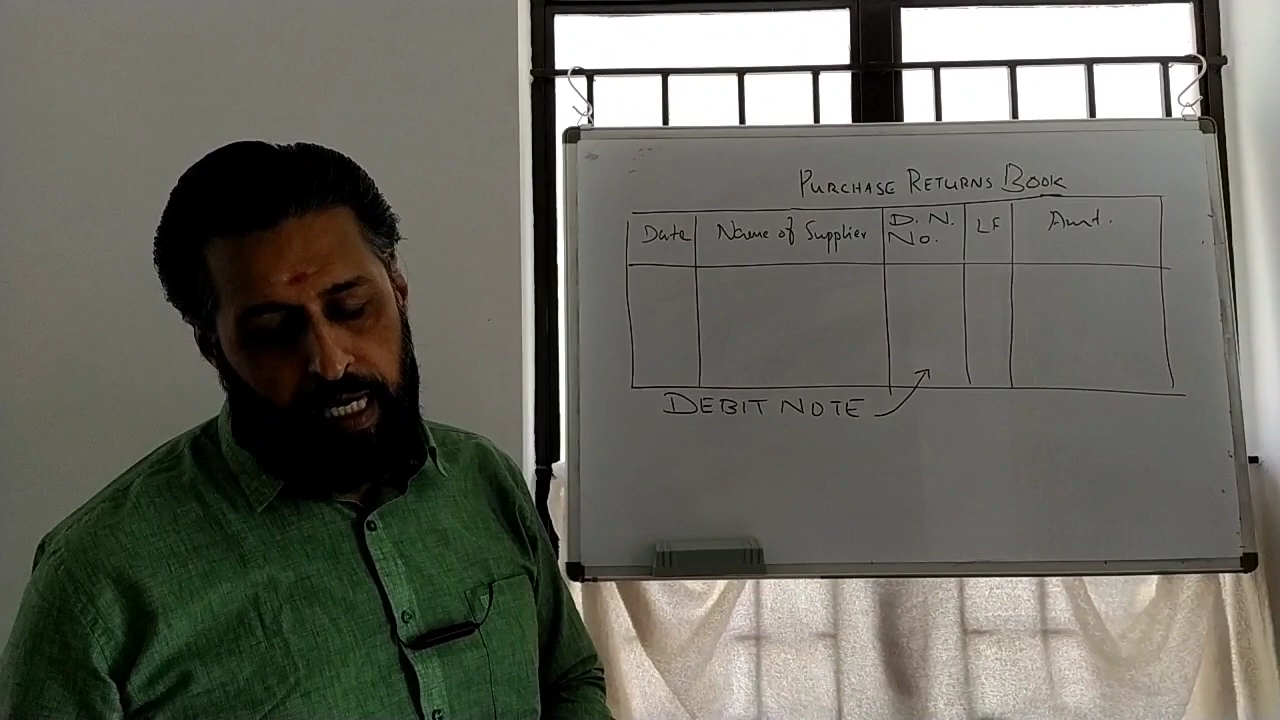 PURCHASE RETURNS BOOK
Date Name of Supplier D. N. No. LF Amt.
DEBIT NOTE